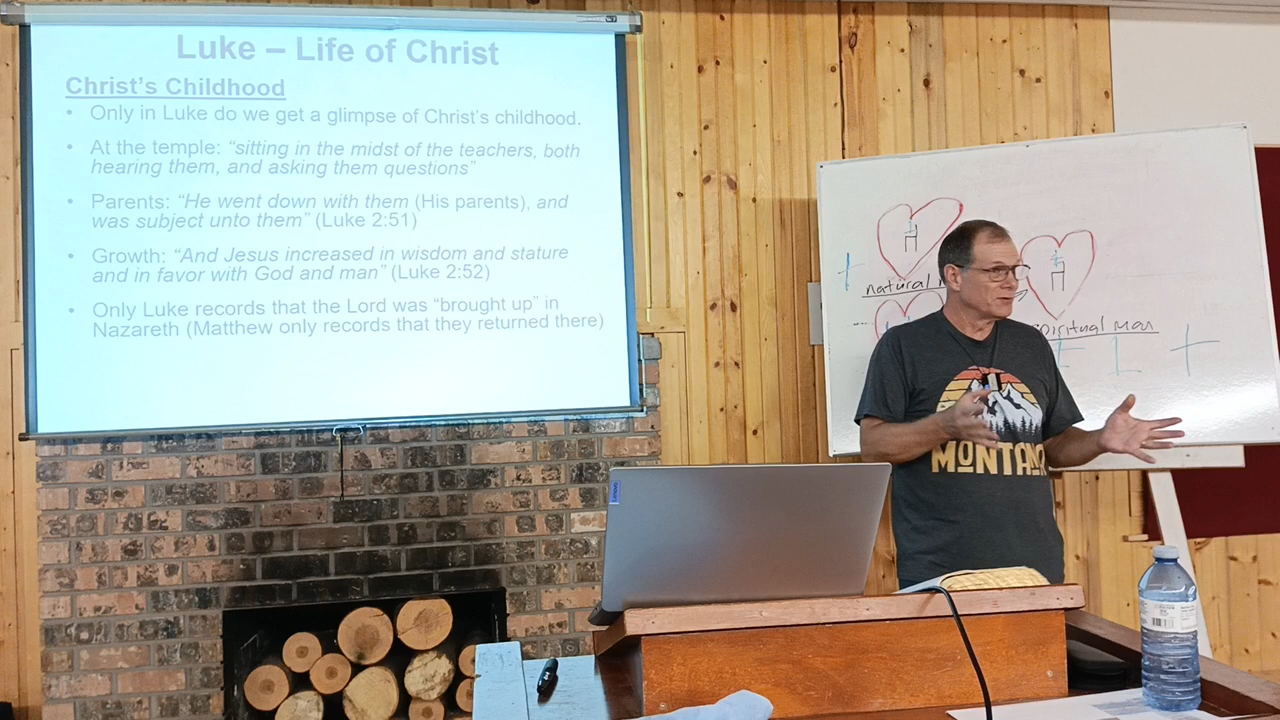 Luke – Life of Christ
Christ's Childhood
• Only in Luke do we get a glimpse of Christ's childhood.
• At the temple: “sitting in the midst of the teachers, both
hearing them, and asking them questions”
• Parents: “He went down with them (His parents), and
was subject unto them” (Luke 2:51)
• Growth: “And Jesus increased in wisdom and stature
and in favor with God and man” (Luke 2:52)
• Only Luke records that the Lord was “brought up” in
Nazareth (Matthew only records that they returned there)
H
H
natural
spiritual man
MONTANA
Lenovo